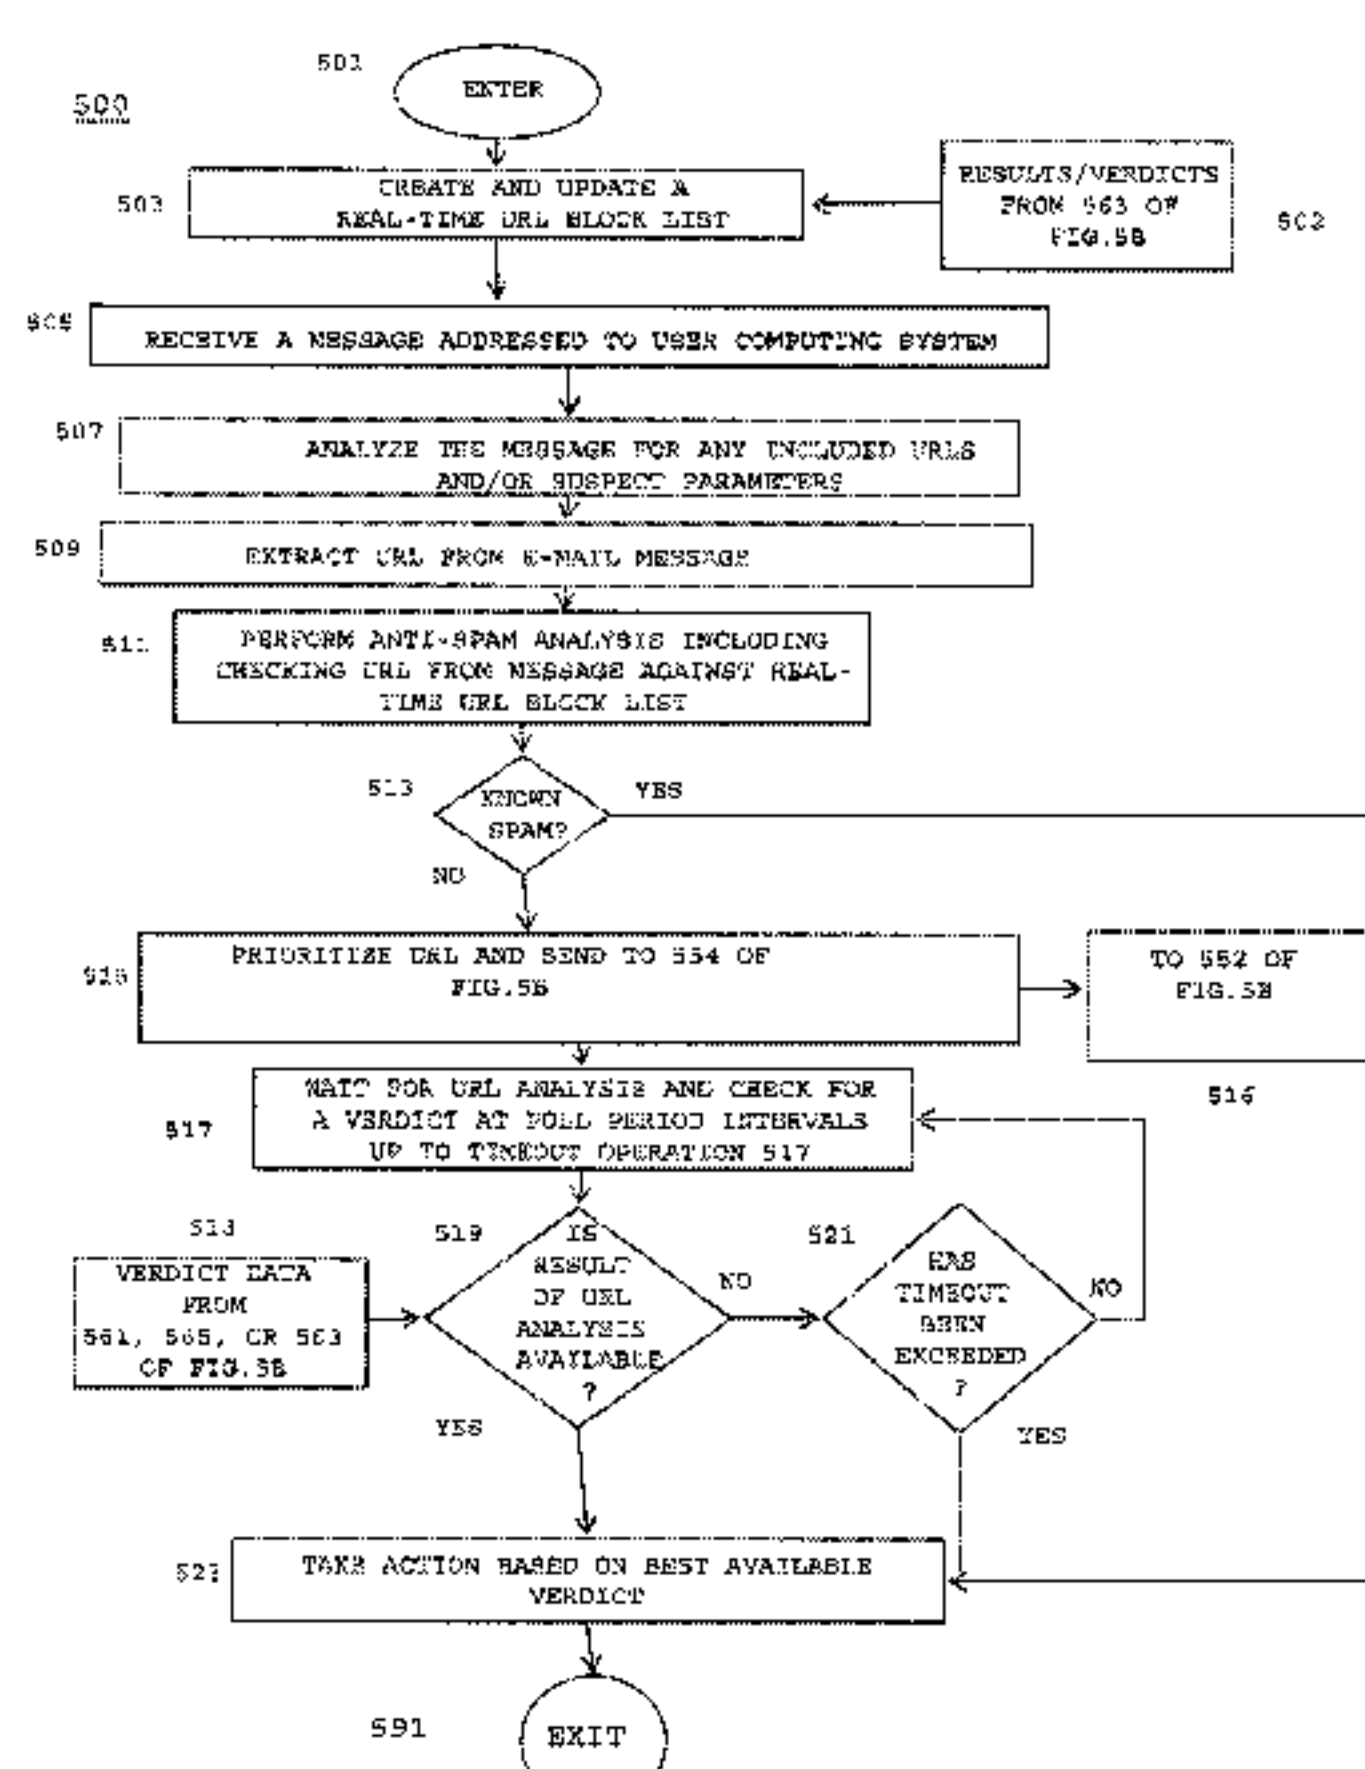 500
501
ENTER
503
CREATE AND UPDATE A
REAL-TIME URL BLOCK LIST
RESULTS/VERDICTS
FROM 563 OF
FIG.5B
502
505
RECEIVE A MESSAGE ADDRESSED TO USER COMPUTING SYSTEM
507
ANALYZE THE MESSAGE FOR ANY INCLUDED URLS
AND/OR SUSPECT PARAMETERS
509
EXTRACT URL FROM E-MAIL MESSAGE
511
PERFORM ANTI-SPAM ANALYSIS INCLUDING
CHECKING URL FROM MESSAGE AGAINST REAL-
TIME URL BLOCK LIST
513
KNOWN
SPAM?
YES
NO
515
PRIORITIZE URL AND SEND TO 554 OF
FIG.5B
TO 552 OF
FIG.5B
516
517
WAIT FOR URL ANALYSIS AND CHECK FOR
A VERDICT AT POLL PERIOD INTERVALS
UP TO TIMEOUT OPERATION 517
518
VERDICT DATA
FROM
561, 565, OR 563
OF FIG.5B
519
IS
RESULT
OF URL
ANALYSIS
AVAILABLE
?
NO
YES
521
HAS
TIMEOUT
BEEN
EXCEEDED
?
NO
YES
TAKE ACTION BASED ON BEST AVAILABLE
VERDICT
591
EXIT